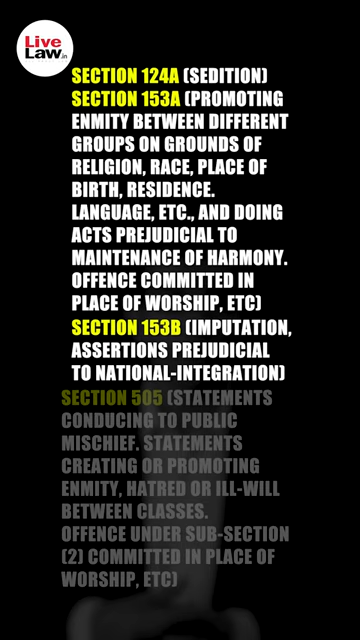 Live
Law.in
SECTION 124A (SEDITION)
SECTION 153A (PROMOTING
ENMITY BETWEEN DIFFERENT
GROUPS ON GROUNDS OF
RELIGION, RACE, PLACE OF
BIRTH, RESIDENCE.
LANGUAGE, ETC., AND DOING
ACTS PREJUDICIAL TO
MAINTENANCE OF HARMONY.
OFFENCE COMMITTED IN
PLACE OF WORSHIP, ETC)
SECTION 153B (IMPUTATION,
ASSERTIONS PREJUDICIAL
TO NATIONAL-INTEGRATION)
SECTION 505 (STATEMENTS
CONDUCING TO PUBLIC
MISCHIEF. STATEMENTS
CREATING OR PROMOTING
ENMITY, HATRED OR ILL-WILL
BETWEEN CLASSES.
OFFENCE UNDER SUB-SECTION
(2) COMMITTED IN PLACE OF
WORSHIP, ETC)